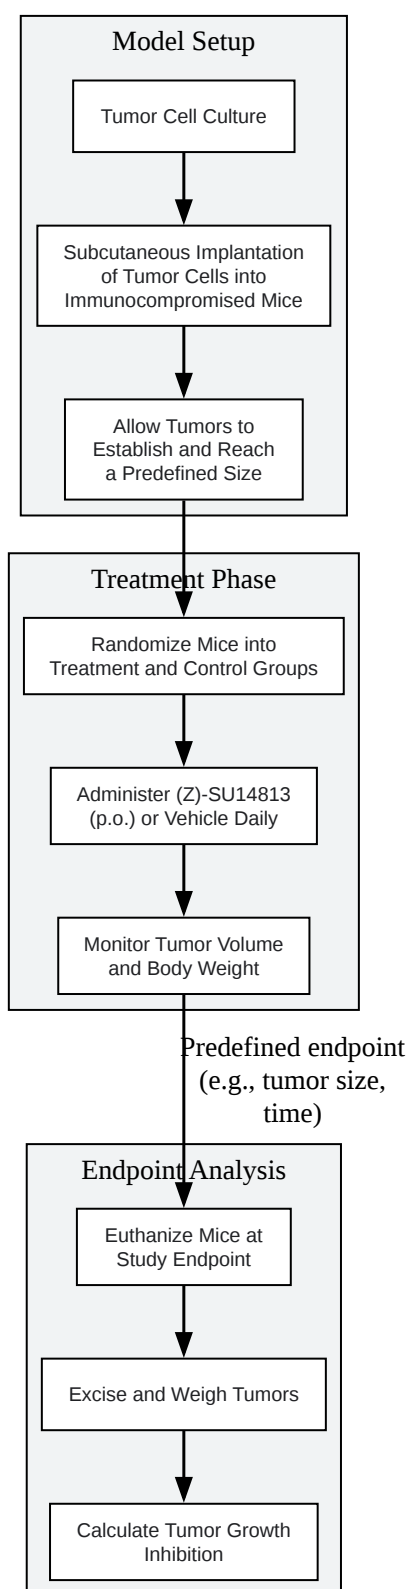 Model Setup
Tumor Cell Culture
Subcutaneous Implantation
of Tumor Cells into
Immunocompromised Mice
Allow Tumors to
Establish and Reach
a Predefined Size
Treatment Phase
Randomize Mice into
Treatment and Control Groups
Administer (Z)-SU14813
(p.o.) or Vehicle Daily
Monitor Tumor Volume
and Body Weight
Predefined endpoint
(e.g., tumor size,
time)
Endpoint Analysis
Euthanize Mice at
Study Endpoint
Excise and Weigh Tumors
Calculate Tumor Growth
Inhibition